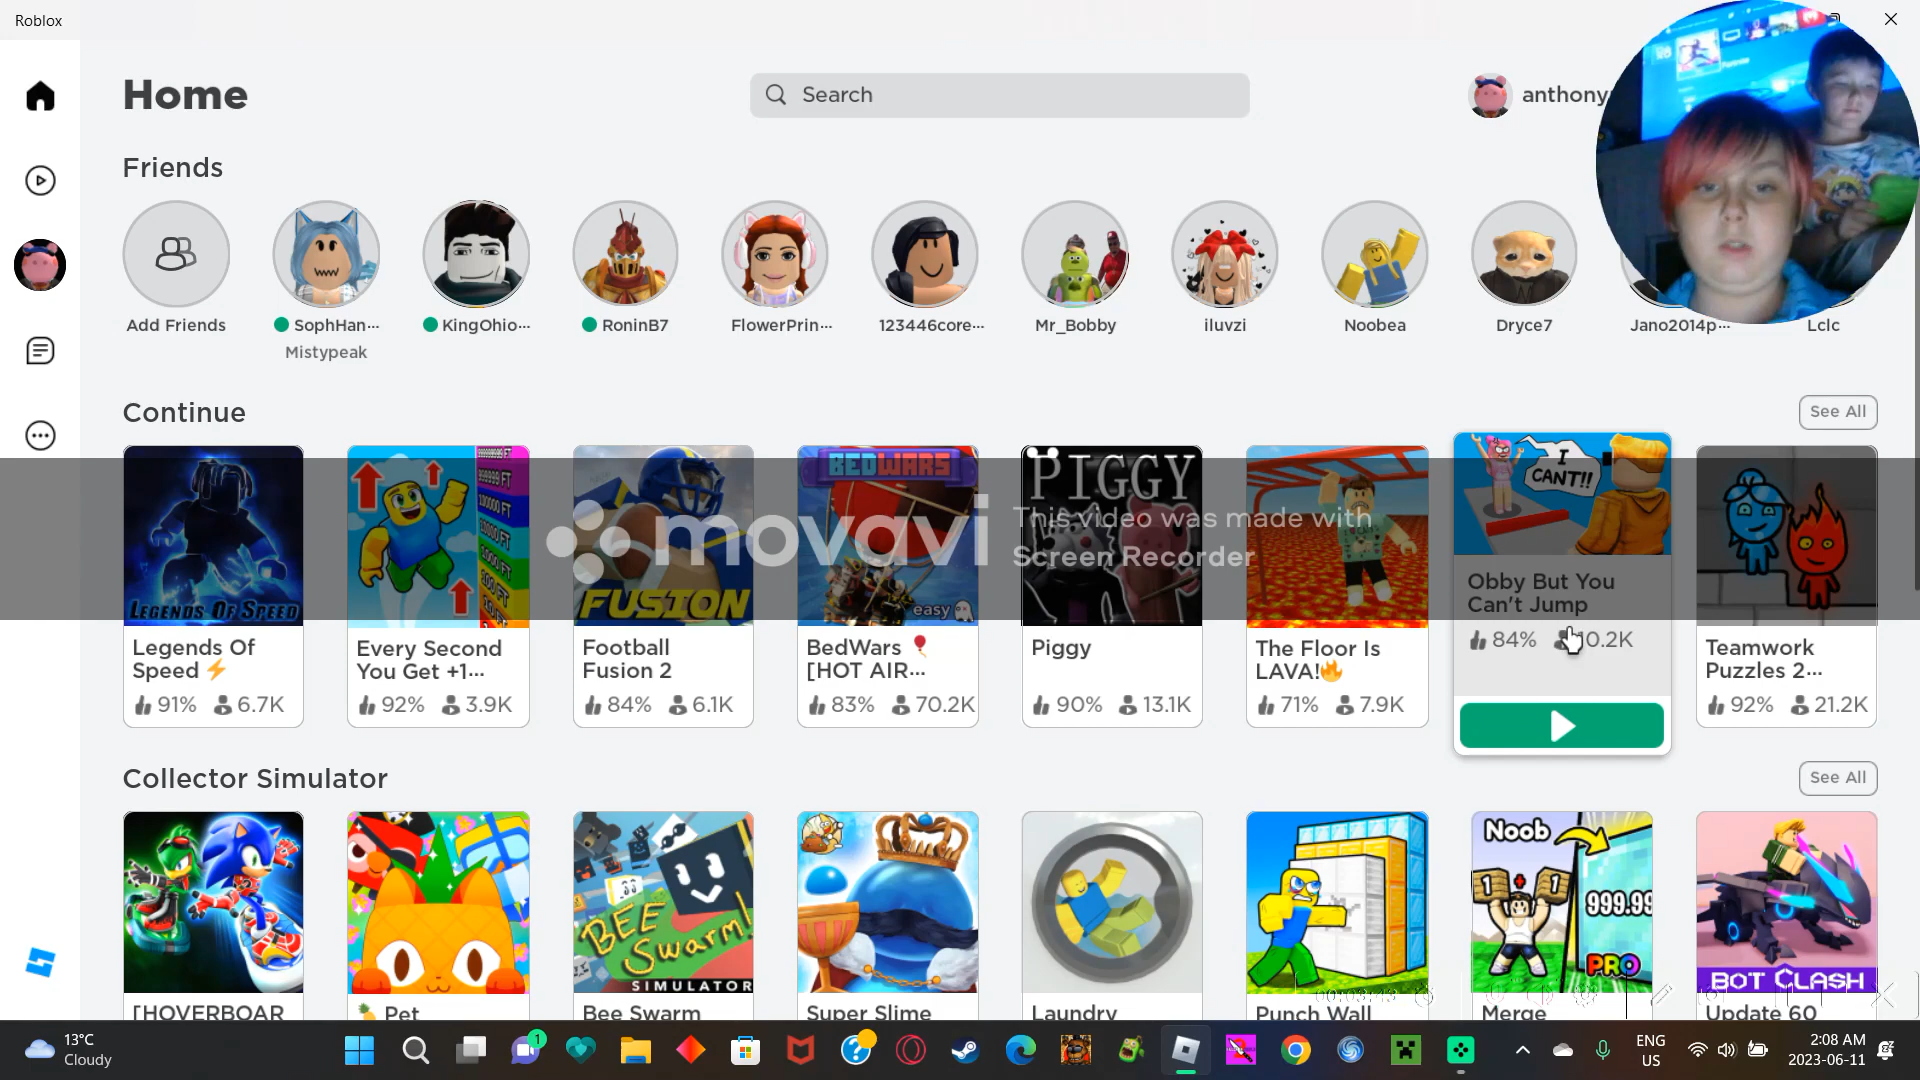 Roblox
Home
Search
anthony
Friends
Add Friends
SophHan...
Mistypeak
KingOhio...
RoninB7
FlowerPrin...
123446core...
Mr_Bobby
iluvzi
Noobea
Dryce7
Jano2014p...
Lclc
Continue
See All
LEGENDS OF SPEED
BEDWARS
PIGGY
I CANT!!
FUSION
easy
movavi
This video was made with
Screen Recorder
Legends Of
Speed ⚡
91% 6.7K
Every Second
You Get +1...
92% 3.9K
Football
Fusion 2
84% 6.1K
BedWars 🎈
[HOT AIR...
83% 70.2K
Piggy
90% 13.1K
The Floor Is
LAVA!🔥
71% 7.9K
Obby But You
Can't Jump
84% 10.2K
Teamwork
Puzzles 2...
92% 21.2K
Collector Simulator
See All
BEE
SWARM!
SIMULATOR
Noob
1 + 1
999.99
PRO
BOT CLASH
[HOVERBOAR
🍍 Pet
Bee Swarm
Super Slime
Laundry
Punch Wall
Merge
Update 60
13°C
Cloudy
1
ENG
US
2:08 AM
2023-06-11